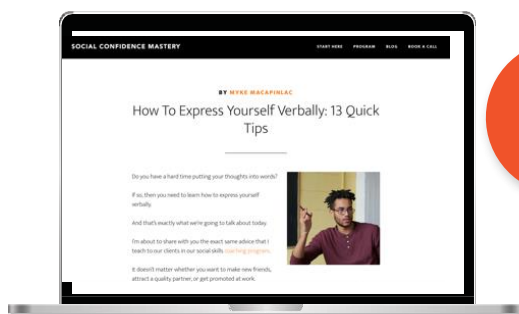 SOCIAL CONFIDENCE MASTERY
START HERE PROGRAM BLOG BOOK A CALL
BY MYKE MACAPINLAC
How To Express Yourself Verbally: 13 Quick
Tips
Do you have a hard time putting your thoughts into words?
If so, then you need to learn how to express yourself
verbally.
And that's exactly what we're going to talk about today.
I'm about to share with you the exact same advice that I
teach to our clients in our social skills coaching program.
It doesn't matter whether you want to make new friends,
attract a quality partner, or get promoted at work.